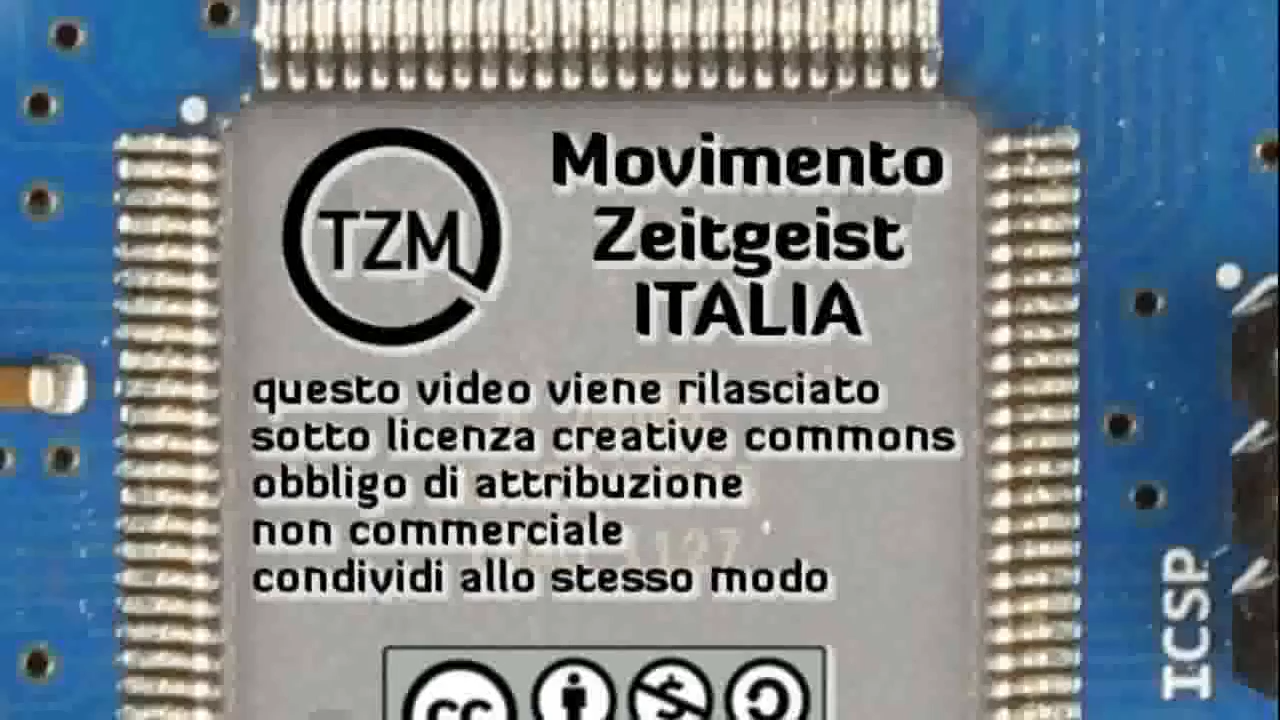 TZM
Movimento
Zeitgeist
ITALIA
questo video viene rilasciato
sotto licenza creative commons
obbligo di attribuzione
non commerciale
condividi allo stesso modo
cc
ICSP